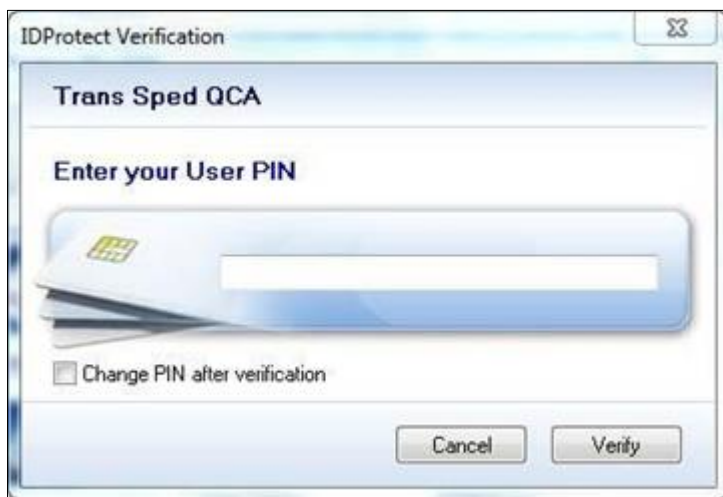 IDProtect Verification
Trans Sped QCA
Enter your User PIN
Change PIN after verification
Cancel Verify